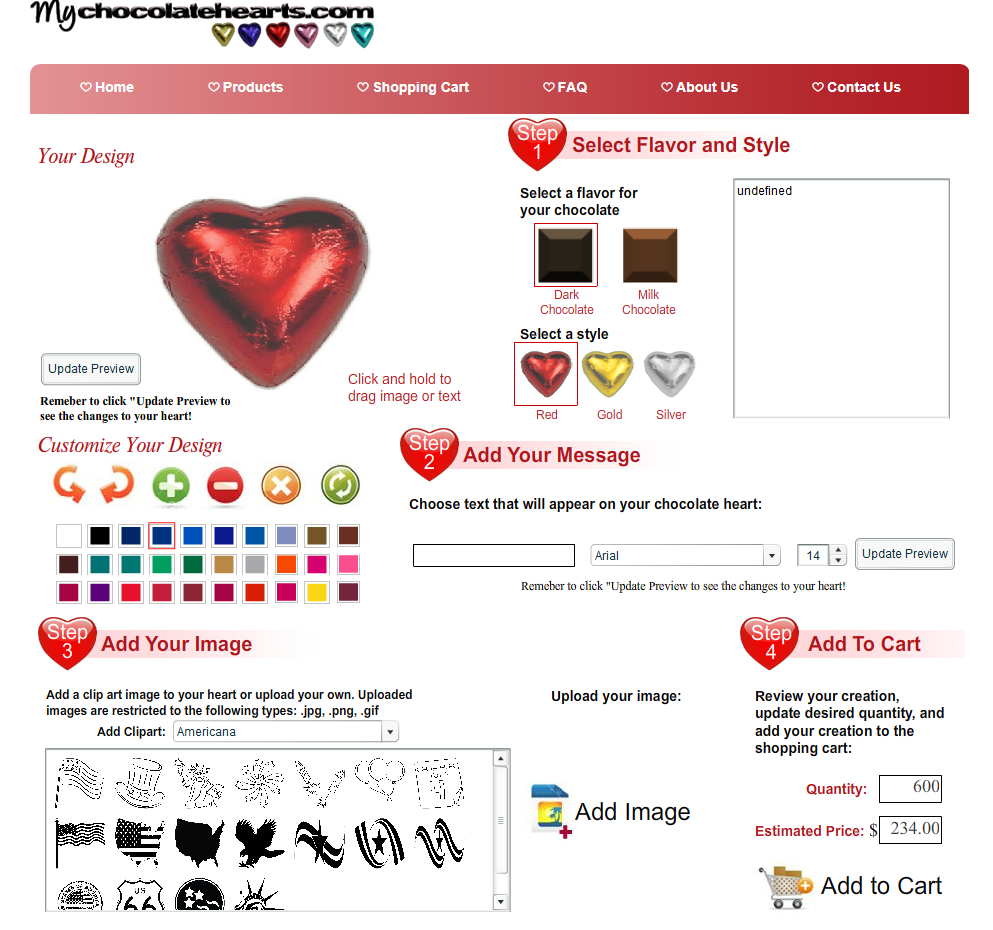 Mychocolatehearts.com
Home Products Shopping Cart FAQ About Us Contact Us
Your Design
Update Preview
Remeber to click "Update Preview to
see the changes to your heart!
Click and hold to
drag image or text
Step
1
Select Flavor and Style
Select a flavor for
your chocolate
Dark
Chocolate
Milk
Chocolate
Select a style
Red Gold Silver
undefined
Customize Your Design
Step
2
Add Your Message
Choose text that will appear on your chocolate heart:
Arial 14 Update Preview
Remeber to click "Update Preview to see the changes to your heart!
Step
3
Add Your Image
Add a clip art image to your heart or upload your own. Uploaded
images are restricted to the following types: .jpg, .png, .gif
Add Clipart: Americana
US
66
Upload your image:
Add Image
Step
4
Add To Cart
Review your creation,
update desired quantity, and
add your creation to the
shopping cart:
Quantity: 600
Estimated Price: $ 234.00
Add to Cart